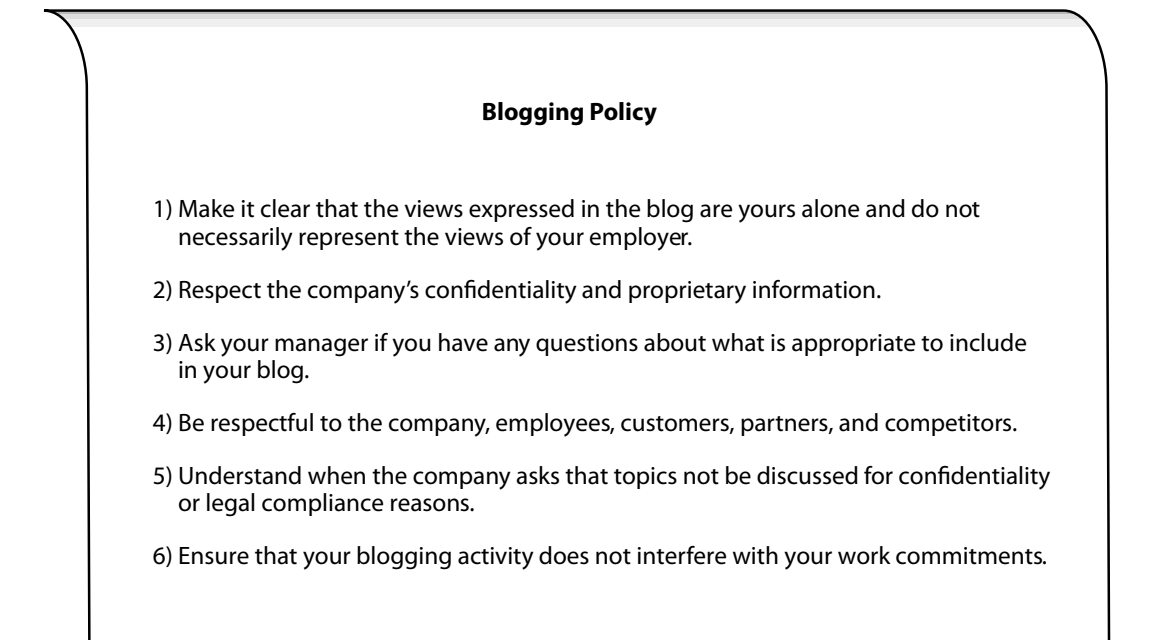 Blogging Policy
1) Make it clear that the views expressed in the blog are yours alone and do not
necessarily represent the views of your employer.
2) Respect the company’s confidentiality and proprietary information.
3) Ask your manager if you have any questions about what is appropriate to include
in your blog.
4) Be respectful to the company, employees, customers, partners, and competitors.
5) Understand when the company asks that topics not be discussed for confidentiality
or legal compliance reasons.
6) Ensure that your blogging activity does not interfere with your work commitments.